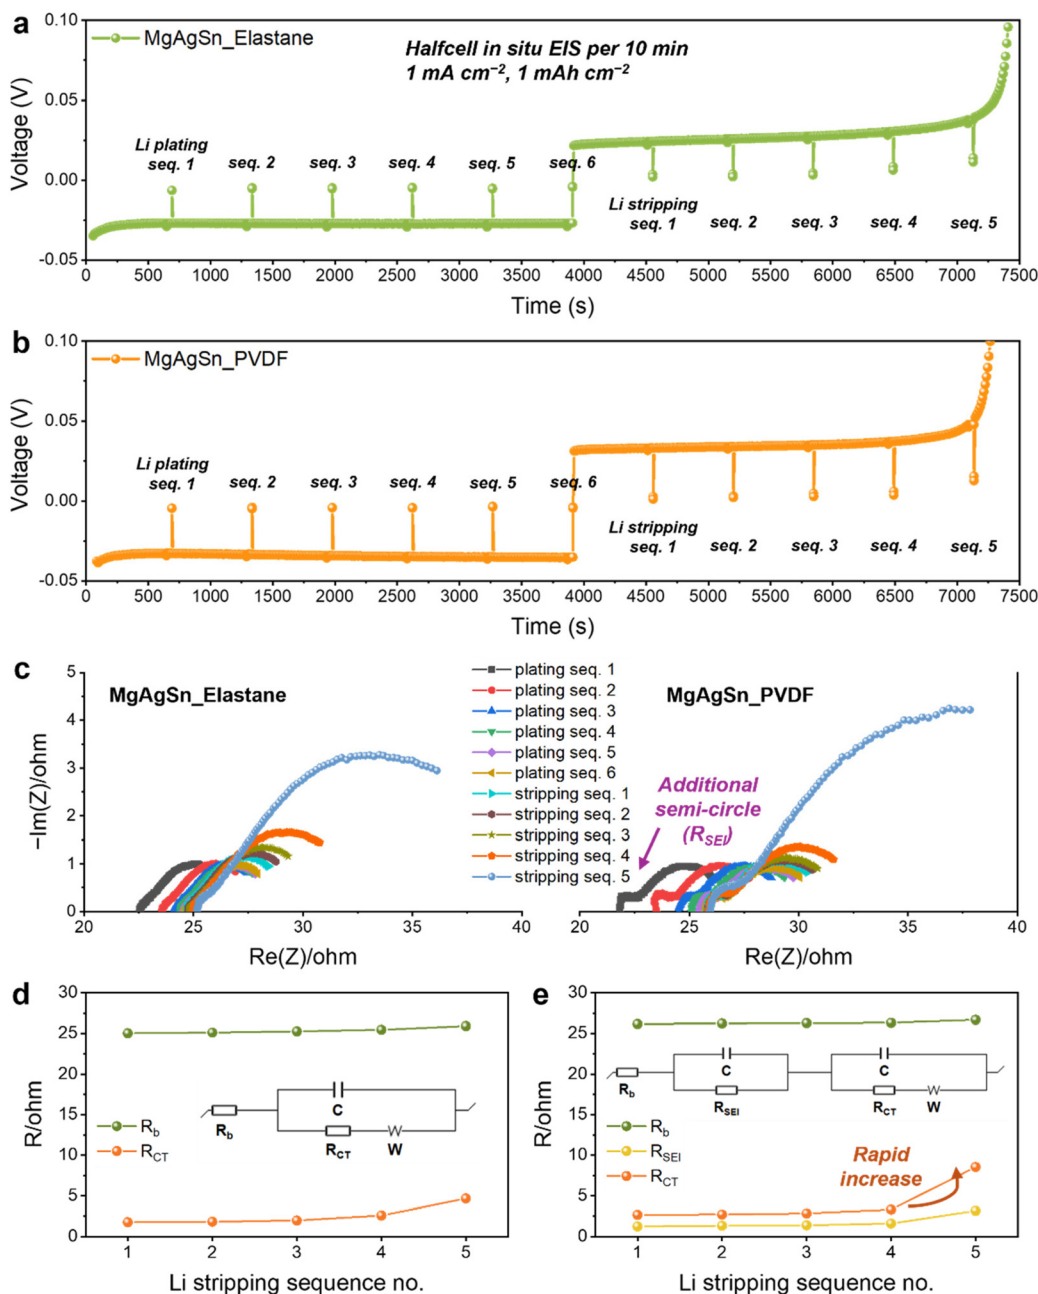 a
MgAgSn_Elastane
Halfcell in situ EIS per 10 min
1 mA cm⁻², 1 mAh cm⁻²
Voltage (V)
0.10
0.05
0.00
-0.05
Li plating
seq. 1
seq. 2
seq. 3
seq. 4
seq. 5
seq. 6
Li stripping
seq. 1
seq. 2
seq. 3
seq. 4
seq. 5
0 500 1000 1500 2000 2500 3000 3500 4000 4500 5000 5500 6000 6500 7000 7500
Time (s)
b
MgAgSn_PVDF
Voltage (V)
0.10
0.05
0.00
-0.05
Li plating
seq. 1
seq. 2
seq. 3
seq. 4
seq. 5
seq. 6
Li stripping
seq. 1
seq. 2
seq. 3
seq. 4
seq. 5
0 500 1000 1500 2000 2500 3000 3500 4000 4500 5000 5500 6000 6500 7000 7500
Time (s)
c
MgAgSn_Elastane
−Im(Z)/ohm
5
4
3
2
1
0
20 25 30 35 40
Re(Z)/ohm
plating seq. 1
plating seq. 2
plating seq. 3
plating seq. 4
plating seq. 5
plating seq. 6
stripping seq. 1
stripping seq. 2
stripping seq. 3
stripping seq. 4
stripping seq. 5
MgAgSn_PVDF
Additional
semi-circle
(R_SEI)
20 25 30 35 40
Re(Z)/ohm
d
R/ohm
30
25
20
15
10
5
0
R_b
C
R_CT
W
R_b
R_CT
1 2 3 4 5
Li stripping sequence no.
e
R/ohm
30
25
20
15
10
5
0
R_b
C
R_SEI
C
R_CT
W
R_b
R_SEI
R_CT
Rapid
increase
1 2 3 4 5
Li stripping sequence no.